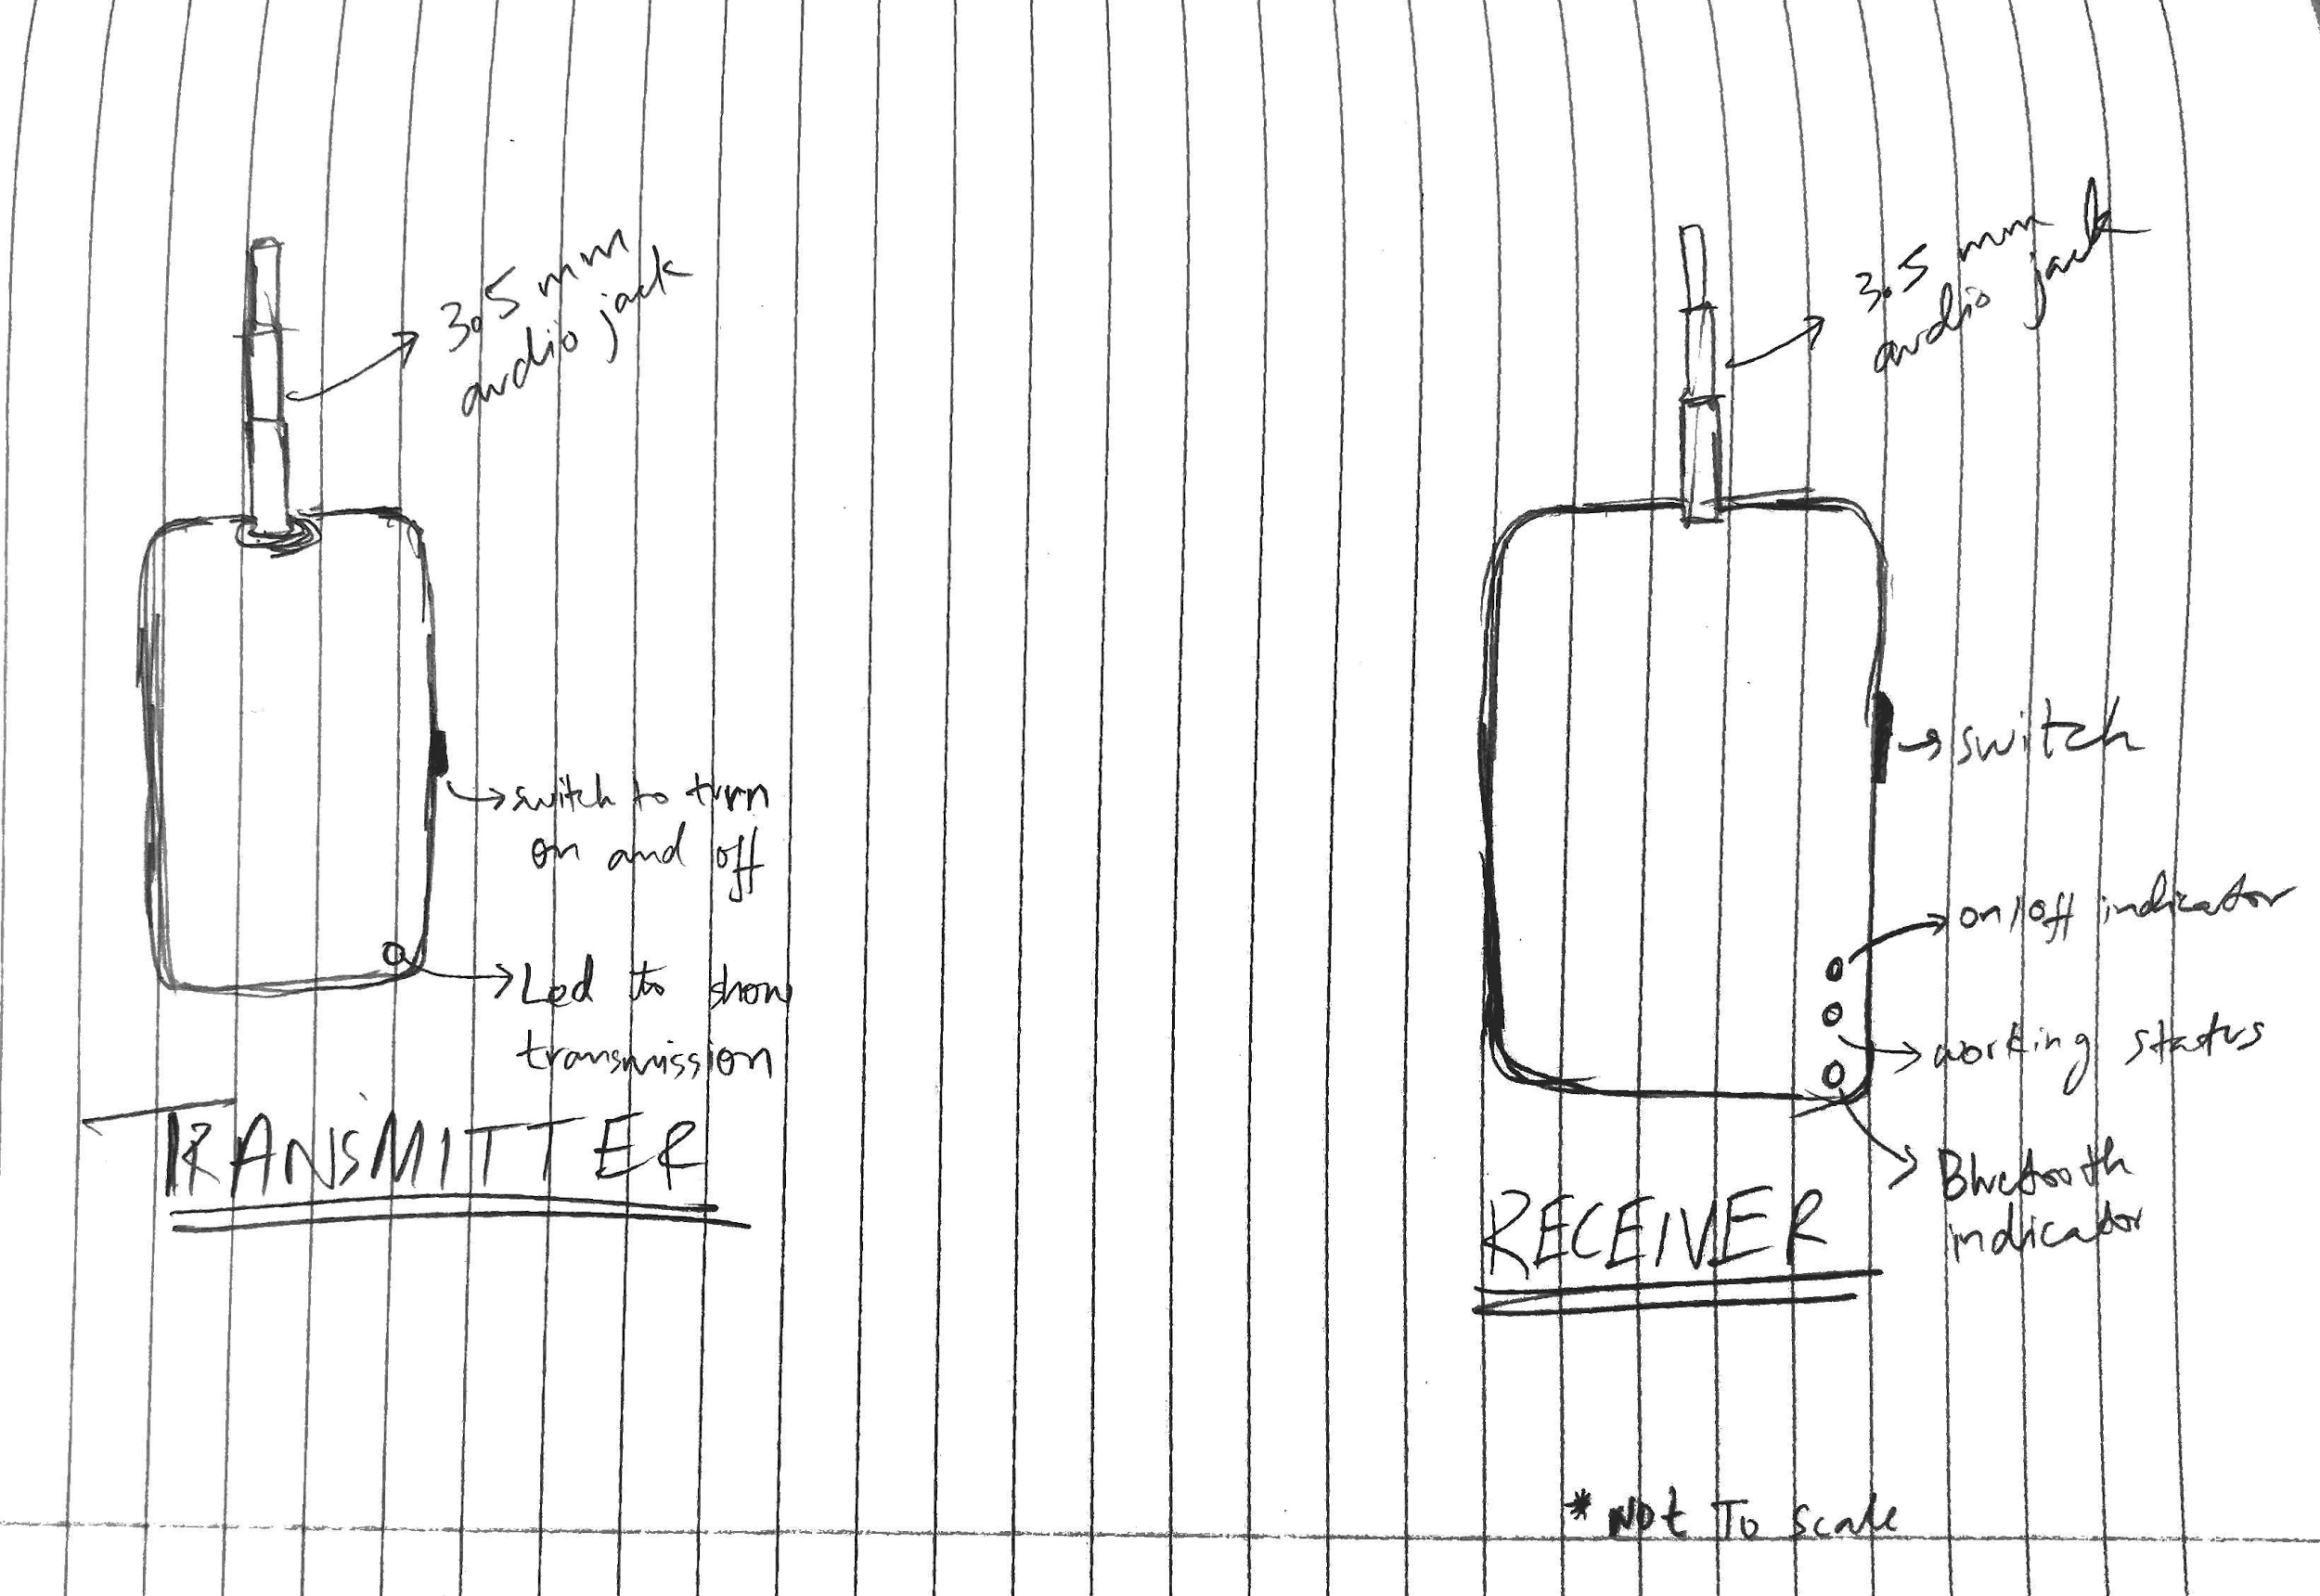 3.5 mm
audio jack
switch to turn
on and off
Led to show
transmission
TRANSMITTER
3.5 mm
audio jack
switch
on/off indicator
working status
Bluetooth
indicator
RECEIVER
* NOt To scale